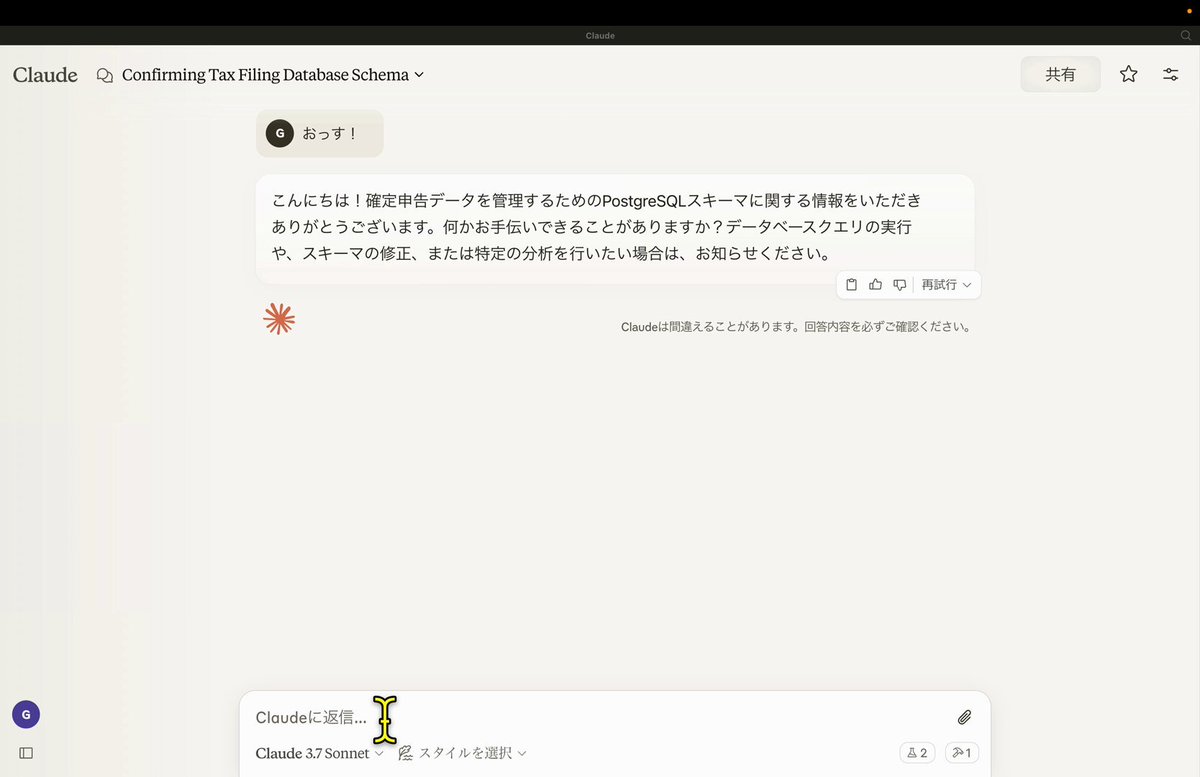 Claude
Claude
Confirming Tax Filing Database Schema
共有
G
おっす！
こんにちは！確定申告データを管理するためのPostgreSQLスキーマに関する情報をいただき
ありがとうございます。何かお手伝いできることがありますか？データベースクエリの実行
や、スキーマの修正、または特定の分析を行いたい場合は、お知らせください。
再試行
Claudeは間違えることがあります。回答内容を必ずご確認ください。
G
Claudeに返信...
Claude 3.7 Sonnet
スタイルを選択
2
1